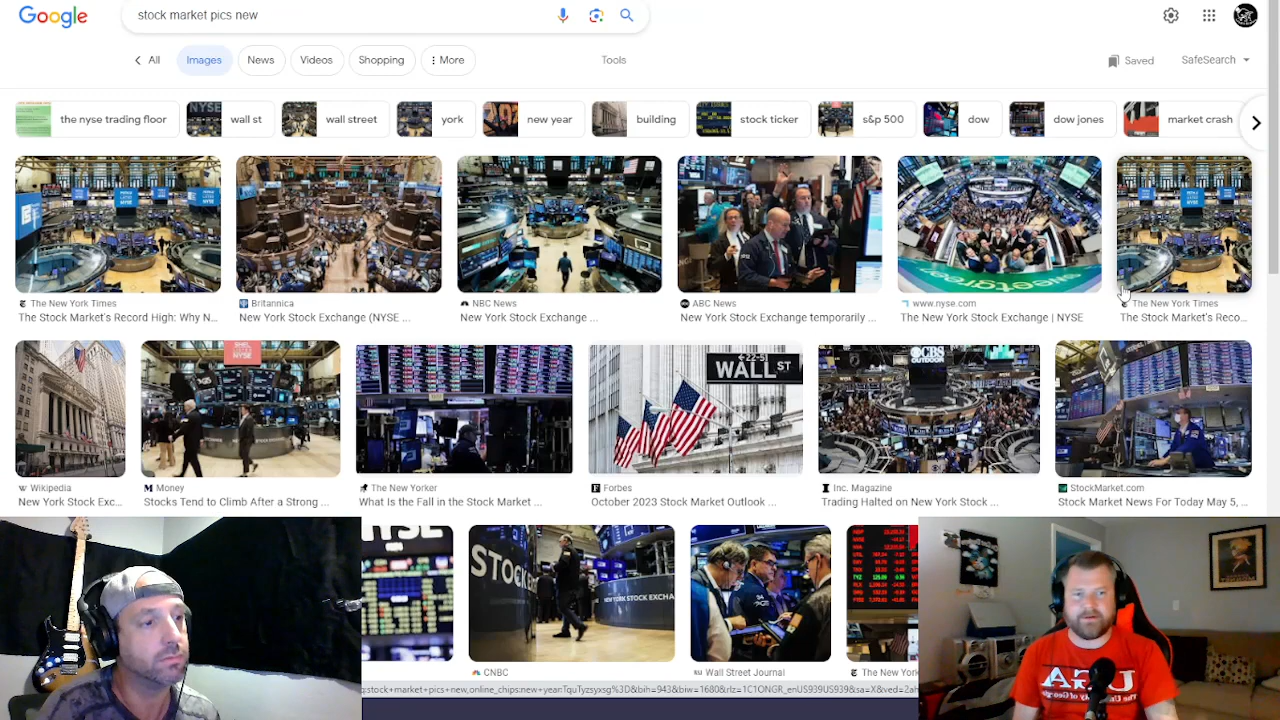 Google
stock market pics new
All
Images
News
Videos
Shopping
More
Tools
Saved
SafeSearch
the nyse trading floor
wall st
wall street
york
new year
building
stock ticker
s&p 500
dow
dow jones
market crash
The New York Times
The Stock Market's Record High: Why N...
Britannica
New York Stock Exchange (NYSE ...
NBC News
New York Stock Exchange ...
ABC News
New York Stock Exchange temporarily ...
www.nyse.com
The New York Stock Exchange | NYSE
The New York Times
The Stock Market's Reco...
WALL ST
CBS
OUTDOOR
Wikipedia
New York Stock Exc...
Money
Stocks Tend to Climb After a Strong ...
The New Yorker
What Is the Fall in the Stock Market ...
Forbes
October 2023 Stock Market Outlook ...
Inc. Magazine
Trading Halted on New York Stock ...
StockMarket.com
Stock Market News For Today May 5, ...
STOCK
CNBC
Wall Street Journal
The New York
UGA